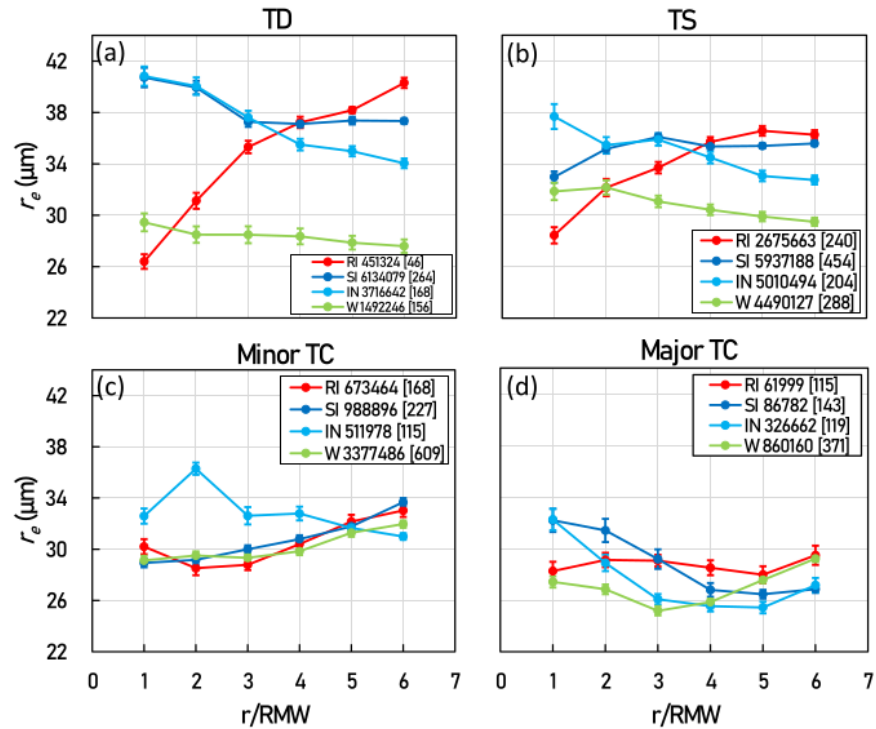 TD
TS
(a)
(b)
42
38
34
30
26
22
rₑ (µm)
RI 451324 [46]
SI 6134079 [264]
IN 3716642 [168]
W 1492246 [156]
RI 2675663 [240]
SI 5937188 [454]
IN 5010494 [204]
W 4490127 [288]
Minor TC
Major TC
(c)
(d)
42
38
34
30
26
22
rₑ (µm)
RI 673464 [168]
SI 988896 [227]
IN 511978 [115]
W 3377486 [609]
RI 61999 [115]
SI 86782 [143]
IN 326662 [119]
W 860160 [371]
0 1 2 3 4 5 6 7
0 1 2 3 4 5 6 7
r/RMW
r/RMW